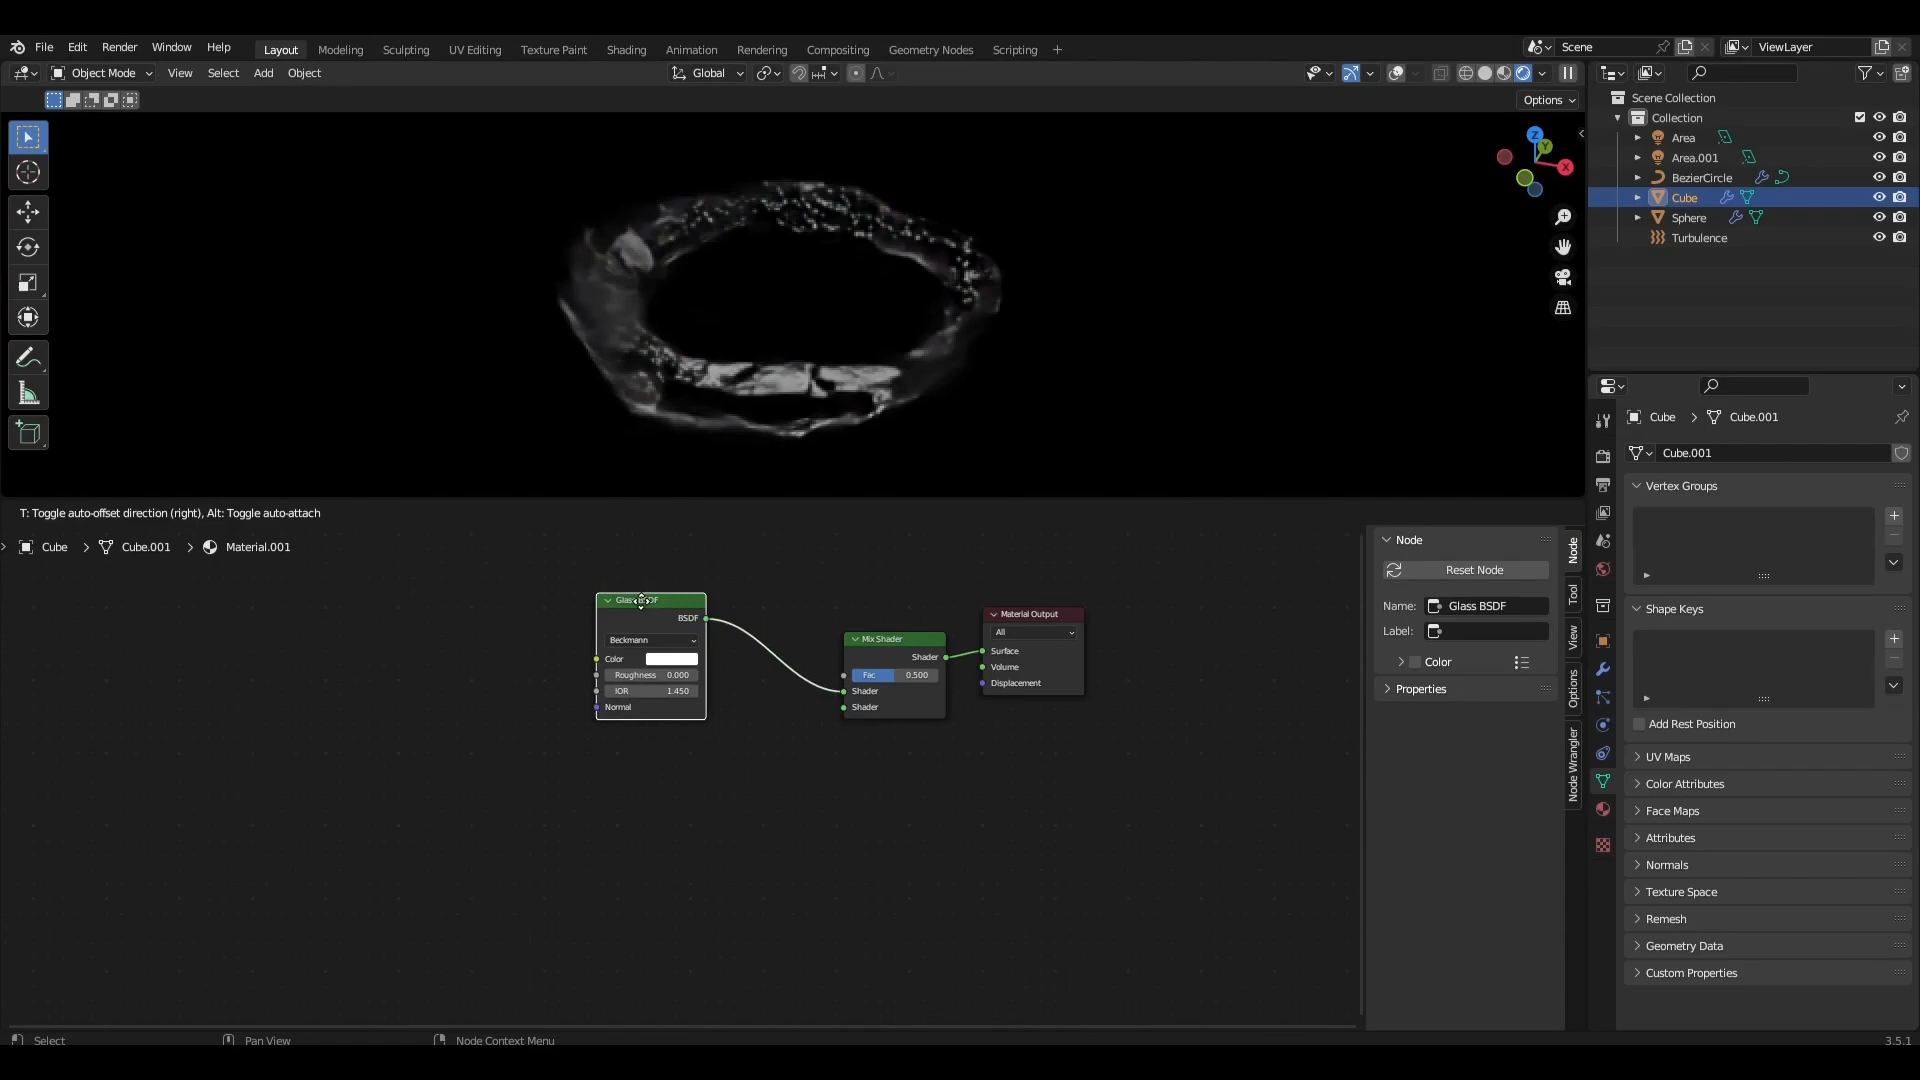 File Edit Render Window Help Layout Modeling Sculpting UV Editing Texture Paint Shading Animation Rendering Compositing Geometry Nodes Scripting + Scene ViewLayer
Object Mode View Select Add Object Global
Options
Scene Collection
Collection
Area
Area.001
BezierCircle
Cube
Sphere
Turbulence
Z
Y
X
Cube > Cube.001
Cube.001
Vertex Groups
Shape Keys
Add Rest Position
UV Maps
Color Attributes
Face Maps
Attributes
Normals
Texture Space
Remesh
Geometry Data
Custom Properties
T: Toggle auto-offset direction (right), Alt: Toggle auto-attach
Cube > Cube.001 > Material.001
BSDF
Beckmann
Color
Roughness 0.000
IOR 1.450
Normal
Mix Shader
Shader
Fac 0.500
Shader
Shader
Material Output
All
Surface
Volume
Displacement
Node
Reset Node
Name: Glass BSDF
Label:
Color
Properties
Node
Tool
View
Options
Node Wrangler
Select Pan View Node Context Menu 3.5.1